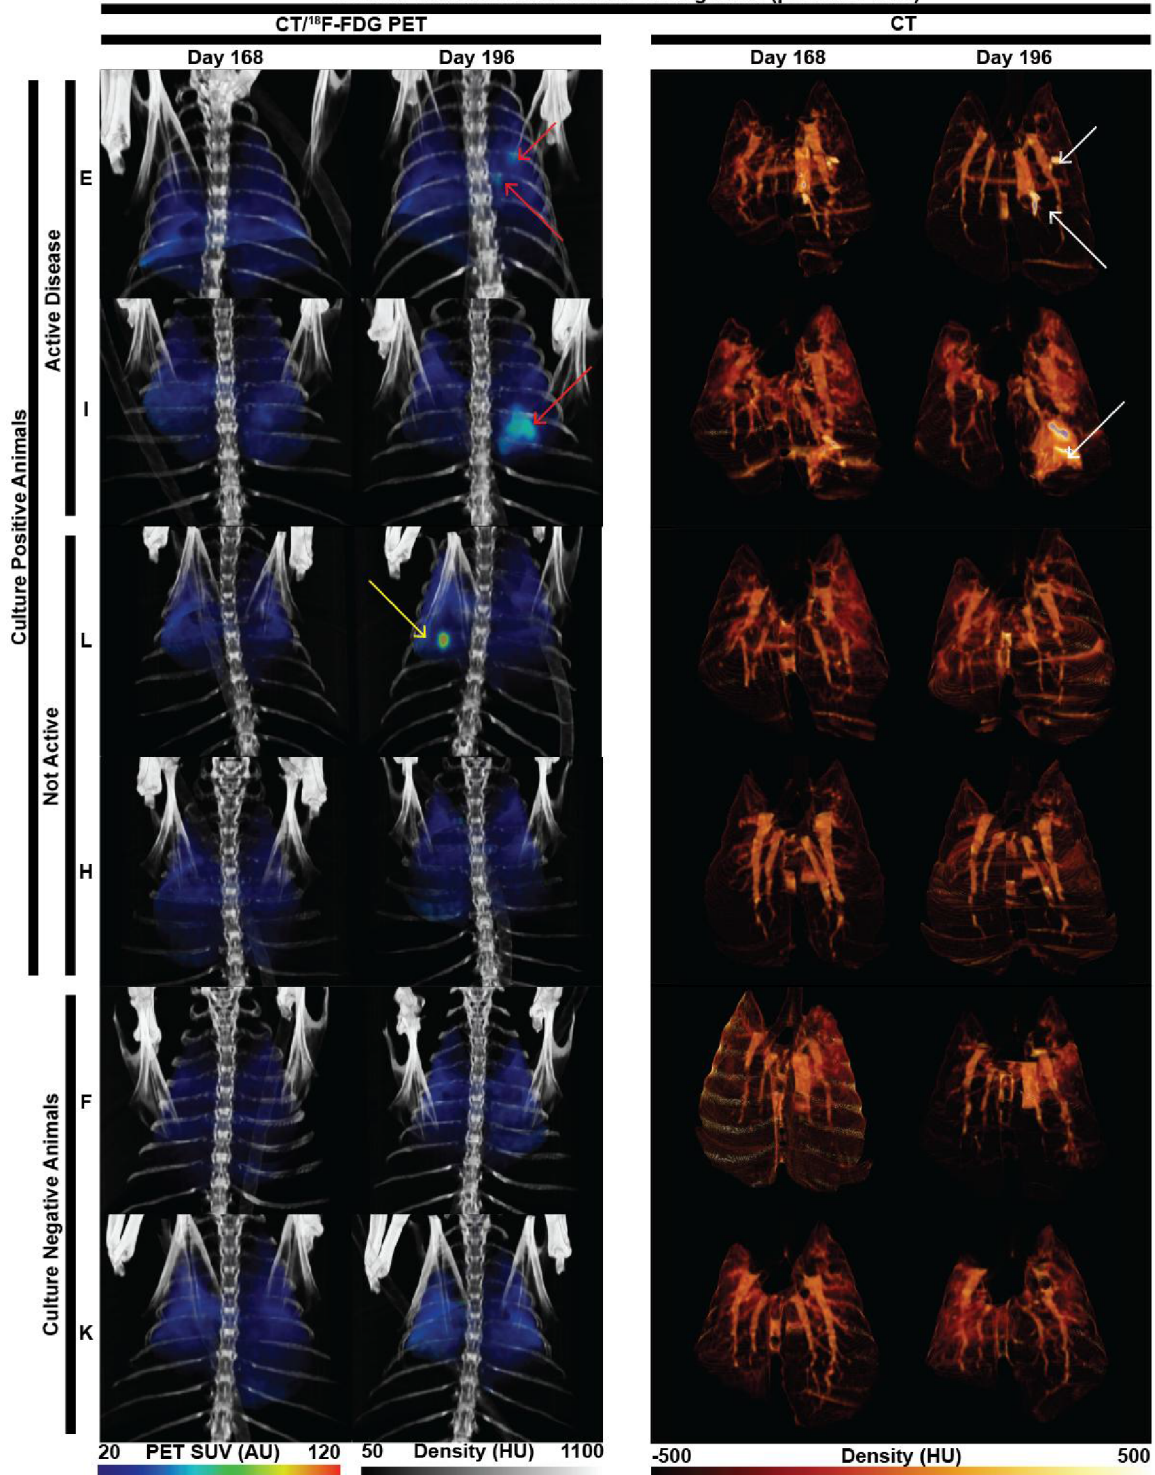 CT/¹⁸F-FDG PET
CT
Day 168
Day 196
Day 168
Day 196
Culture Positive Animals
Active Disease
E
I
Not Active
L
H
Culture Negative Animals
F
K
20 PET SUV (AU) 120
50 Density (HU) 1100
-500 Density (HU) 500